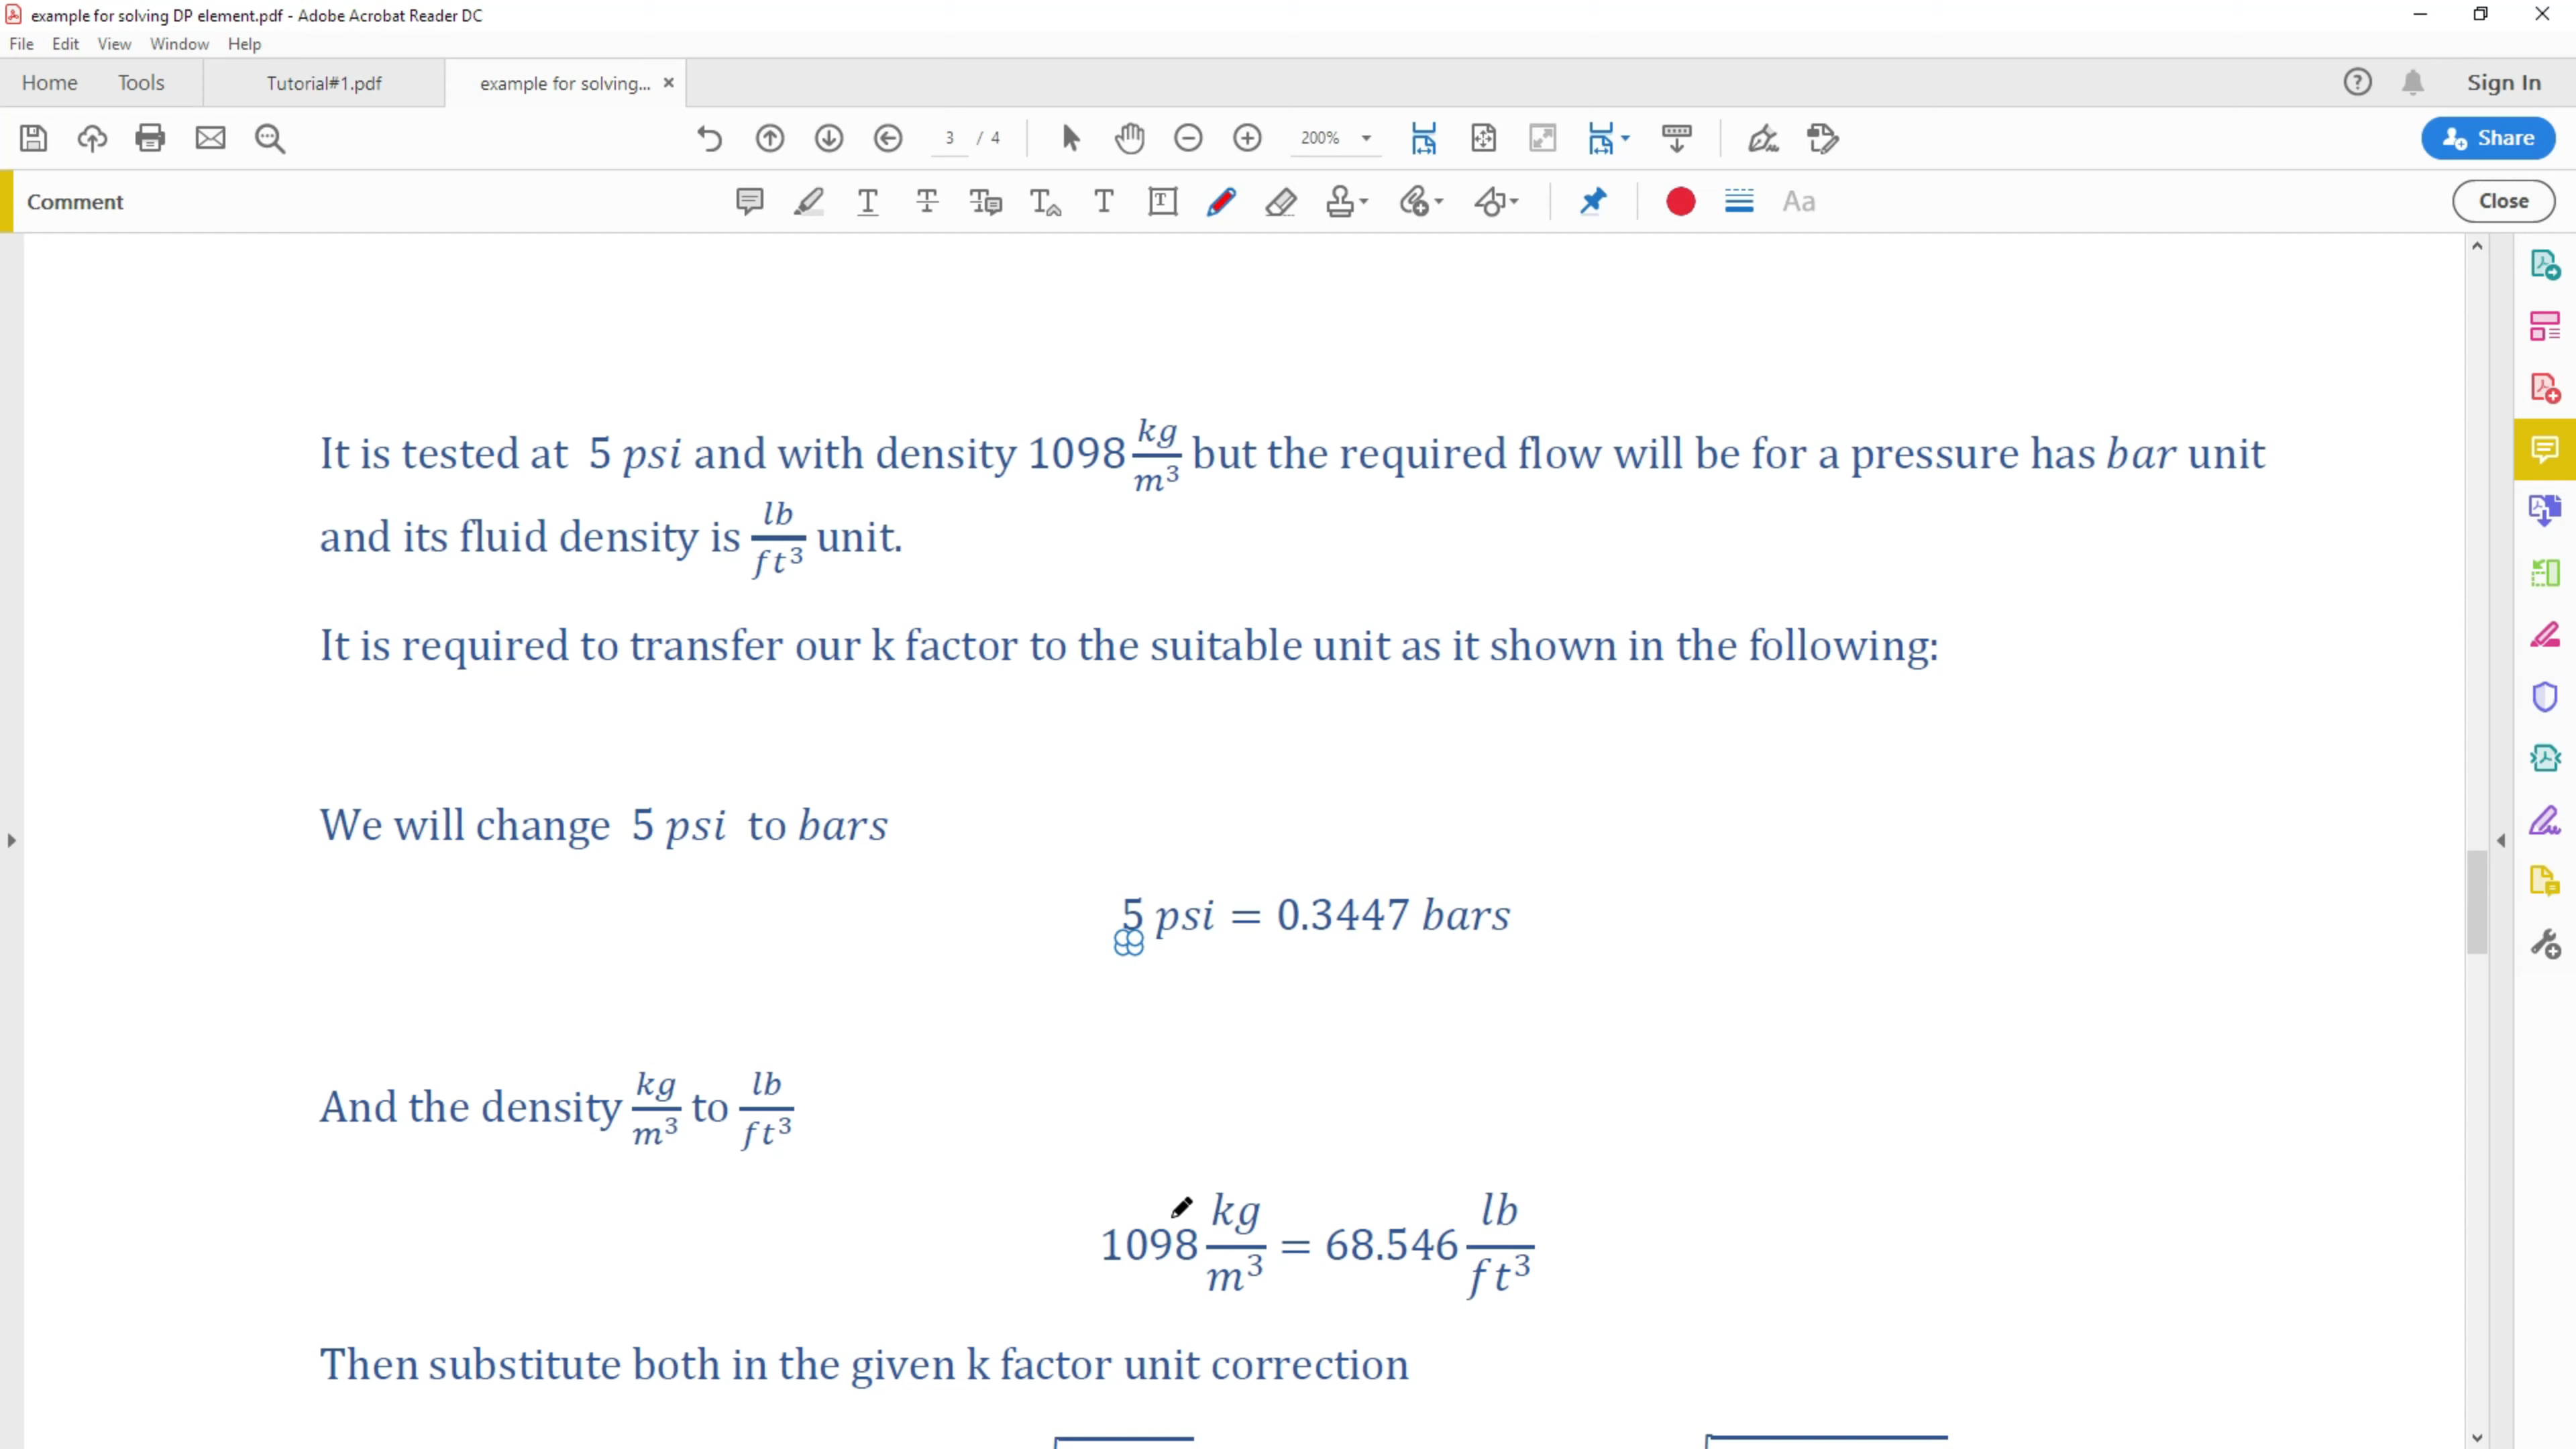 example for solving DP element.pdf - Adobe Acrobat Reader DC
File Edit View Window Help
Home Tools Tutorial#1.pdf example for solving... Sign In
3 / 4 200% Share
Comment Aa Close
It is tested at 5 psi and with density 1098 kg/m³ but the required flow will be for a pressure has bar unit
and its fluid density is lb/ft³ unit.
It is required to transfer our k factor to the suitable unit as it shown in the following:
We will change 5 psi to bars
5 psi = 0.3447 bars
And the density kg/m³ to lb/ft³
1098 kg/m³ = 68.546 lb/ft³
Then substitute both in the given k factor unit correction